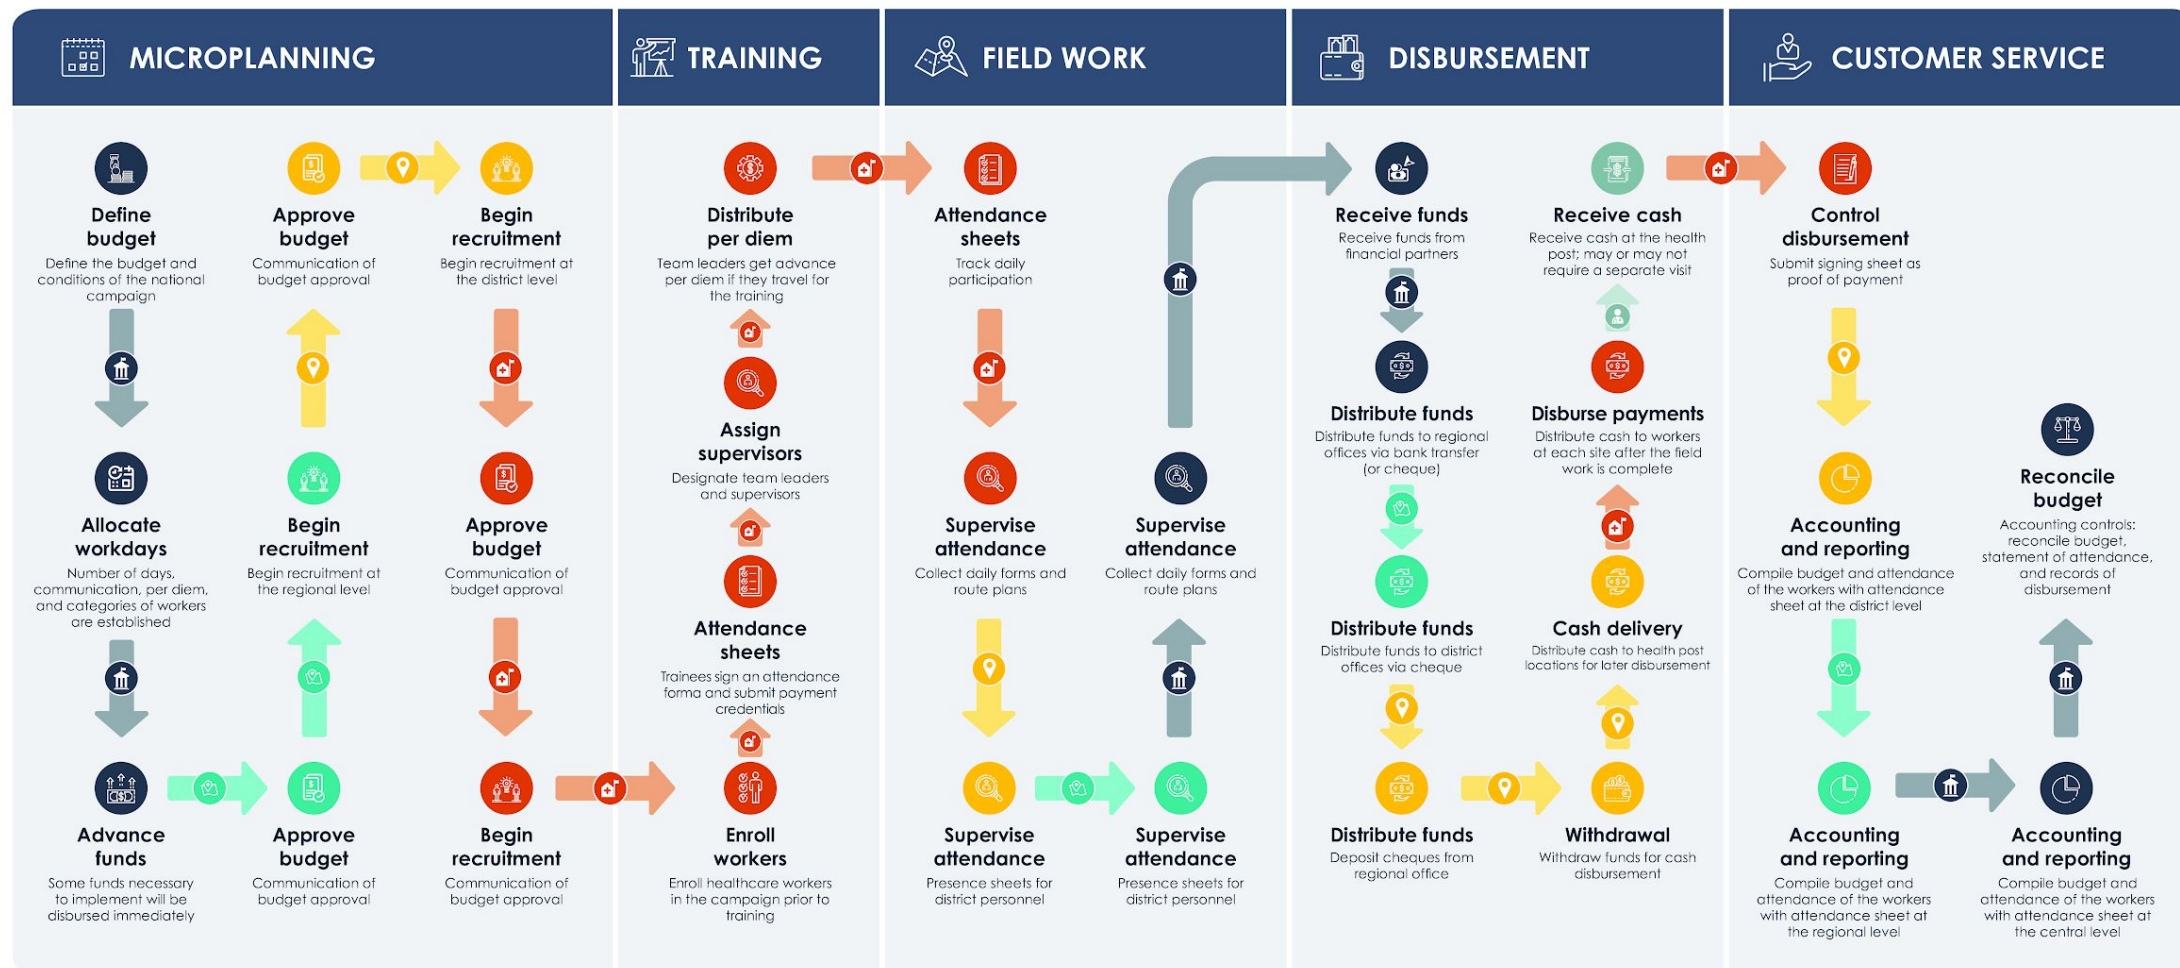 MICROPLANNING
Define
budget
Define the budget and
conditions of the national
campaign
Allocate
workdays
Number of days,
communication, per diem,
and categories of workers
are established
Advance
funds
Some funds necessary
to implement will be
disbursed immediately
Approve
budget
Communication of
budget approval
Begin
recruitment
Begin recruitment at
the regional level
Approve
budget
Communication of
budget approval
Begin
recruitment
Begin recruitment at
the district level
Approve
budget
Communication of
budget approval
Begin
recruitment
Communication of
budget approval
TRAINING
Enroll
workers
Enroll healthcare workers
in the campaign prior to
training
Attendance
sheets
Trainees sign an attendance
forma and submit payment
credentials
Assign
supervisors
Designate team leaders
and supervisors
Distribute
per diem
Team leaders get advance
per diem if they travel for
the training
FIELD WORK
Attendance
sheets
Track daily
participation
Supervise
attendance
Collect daily forms and
route plans
Supervise
attendance
Presence sheets for
district personnel
Supervise
attendance
Presence sheets for
district personnel
Supervise
attendance
Collect daily forms and
route plans
DISBURSEMENT
Receive funds
Receive funds from
financial partners
Distribute funds
Distribute funds to regional
offices via bank transfer
(or cheque)
Distribute funds
Distribute funds to district
offices via cheque
Distribute funds
Deposit cheques from
regional office
Withdrawal
Withdraw funds for cash
disbursement
Cash delivery
Distribute cash to health post
locations for later disbursement
Disburse payments
Distribute cash to workers
at each site after the field
work is complete
Receive cash
Receive cash at the health
post; may or may not
require a separate visit
CUSTOMER SERVICE
Control
disbursement
Submit signing sheet as
proof of payment
Accounting
and reporting
Compile budget and attendance
of the workers with attendance
sheet at the district level
Accounting
and reporting
Compile budget and
attendance of the workers
with attendance sheet at
the regional level
Accounting
and reporting
Compile budget and
attendance of the workers
with attendance sheet at
the central level
Reconcile
budget
Accounting controls:
reconcile budget,
statement of attendance,
and records of
disbursement